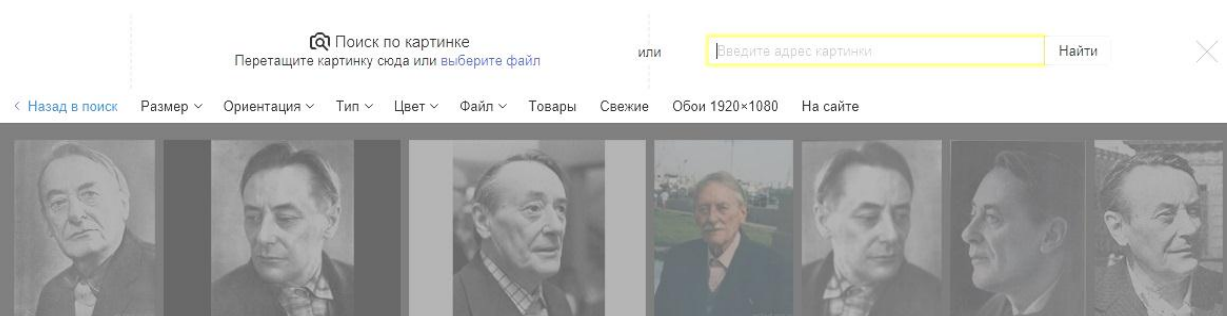 Поиск по картинке
Перетащите картинку сюда или выберите файл
или
Введите адрес картинки
Найти
Назад в поиск Размер Ориентация Тип Цвет Файл Товары Свежие Обои 1920×1080 На сайте